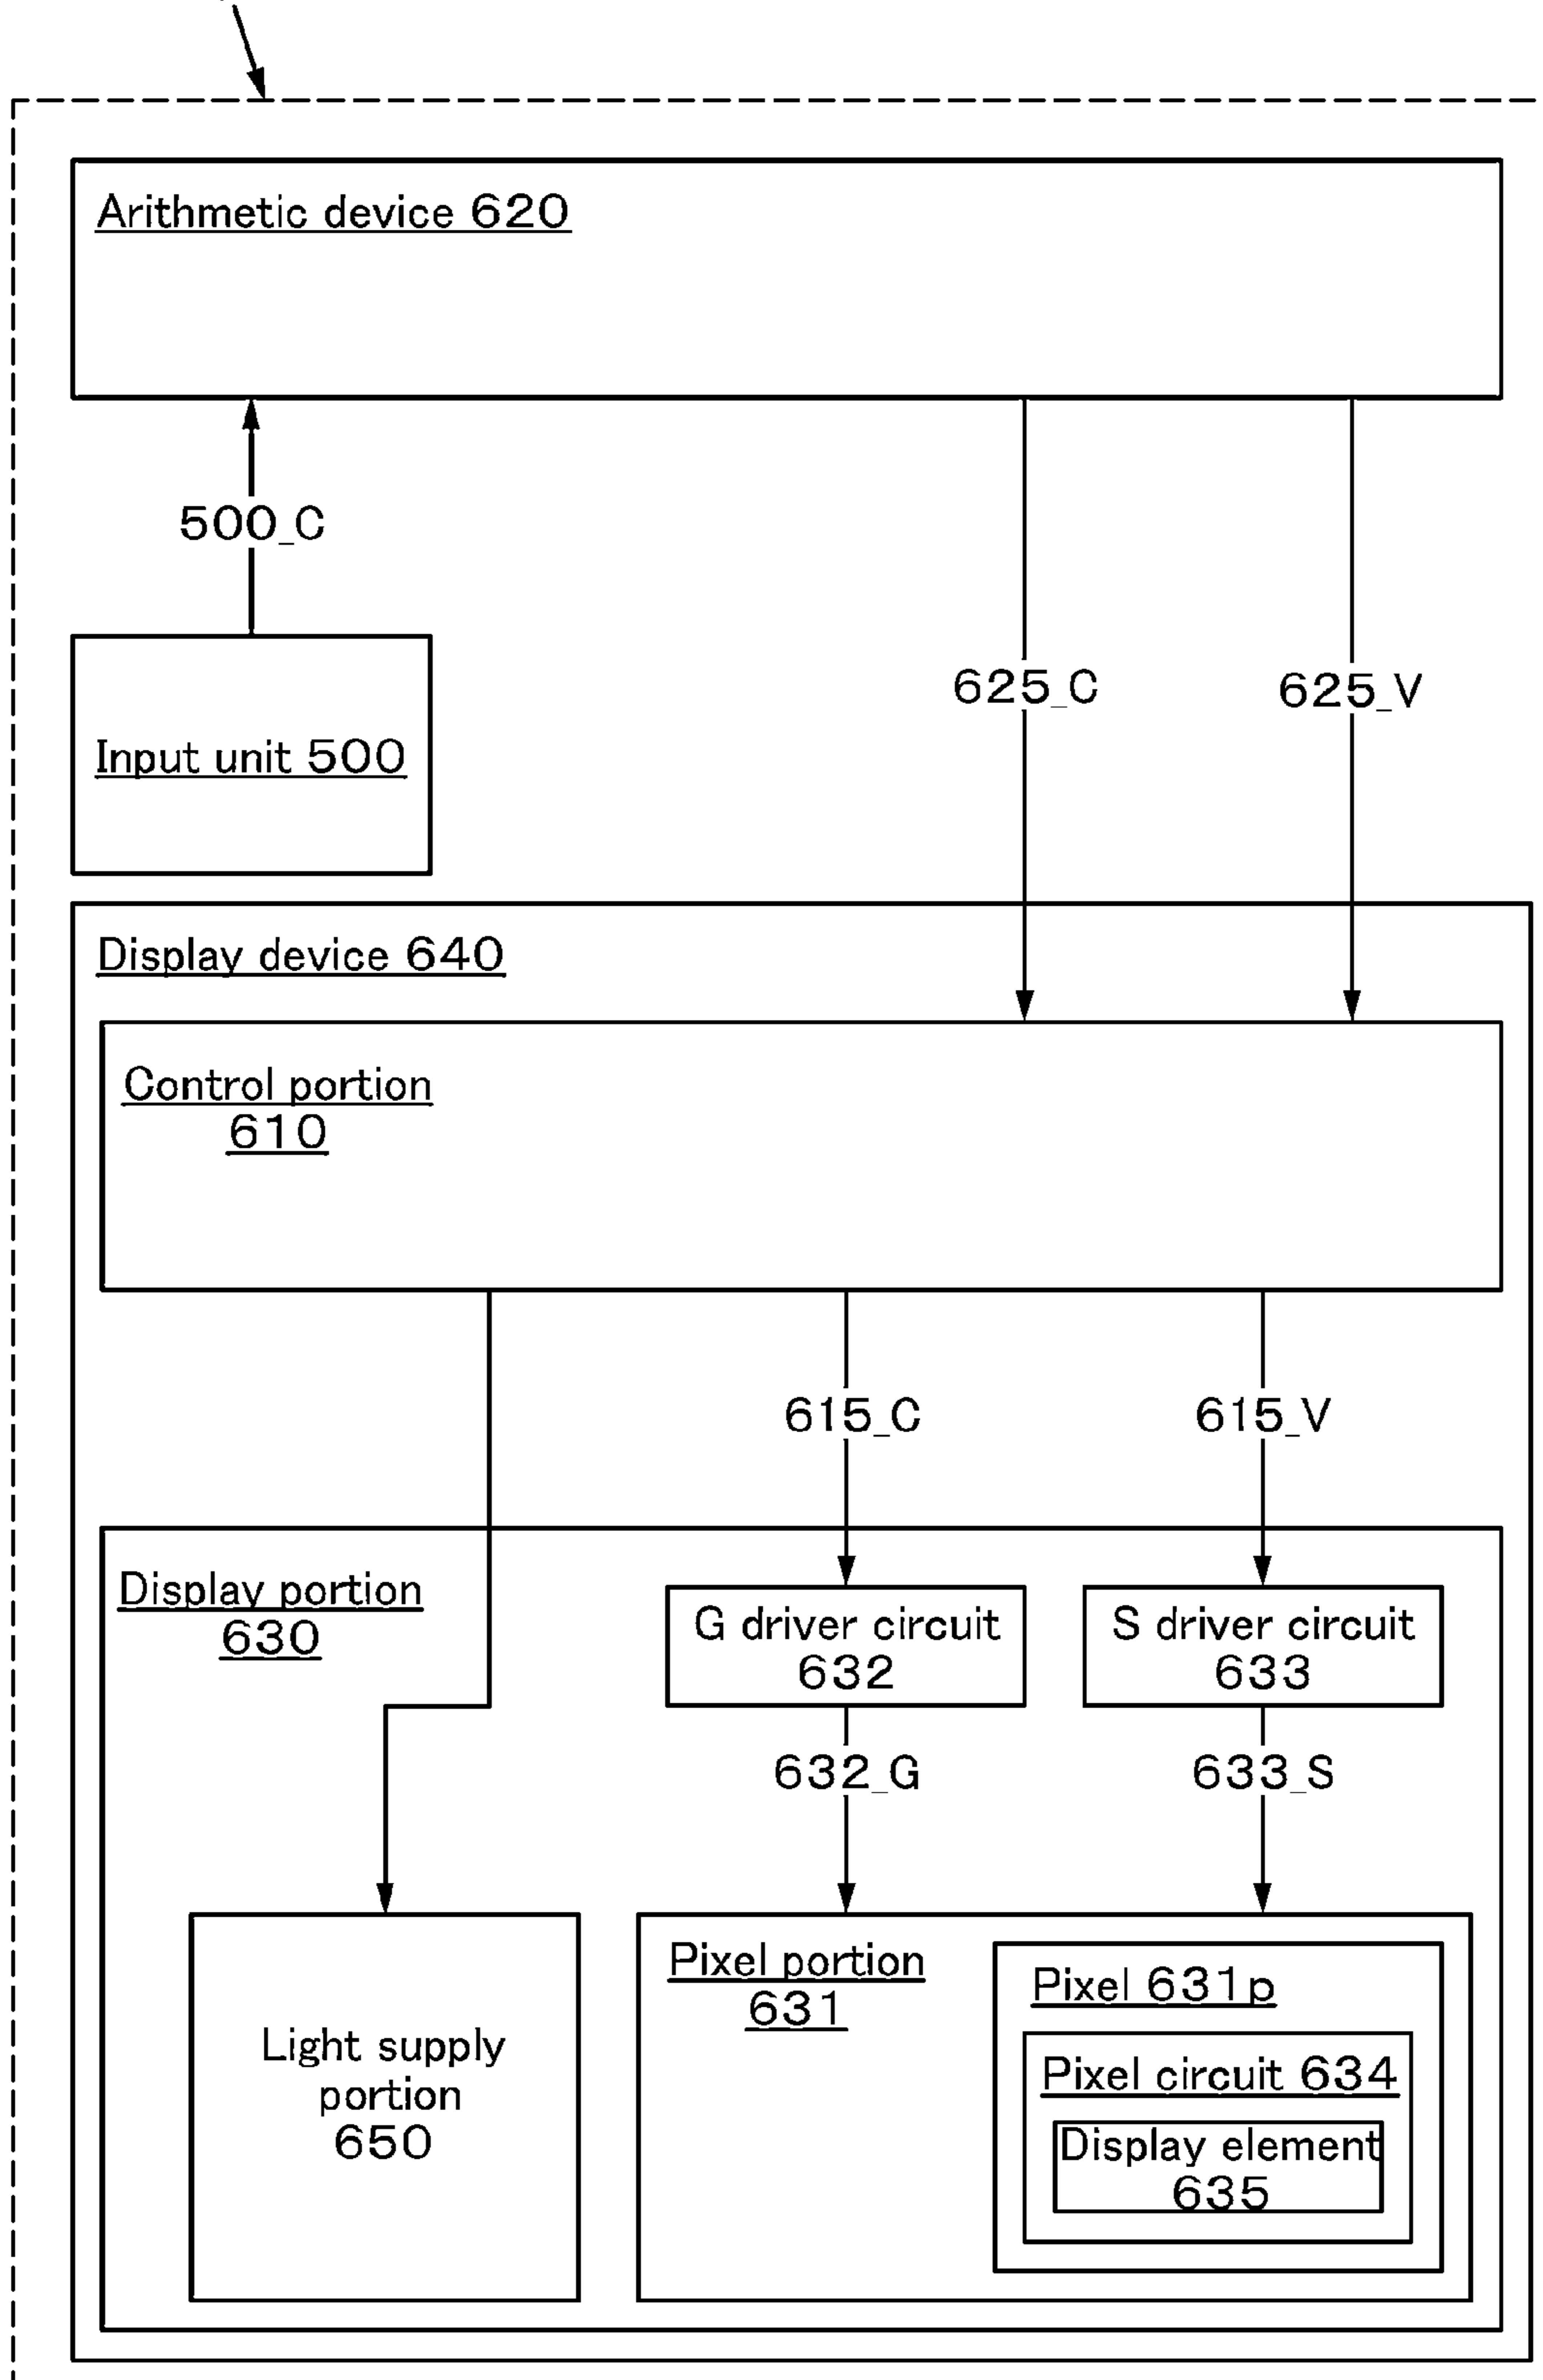 Arithmetic device 620
500_C
625_C
625_V
Input unit 500
Display device 640
Control portion
610
615_C
615_V
Display portion
630
G driver circuit
632
S driver circuit
633
632_G
633_S
Pixel portion
631
Pixel 631p
Light supply
portion
650
Pixel circuit 634
Display element
635